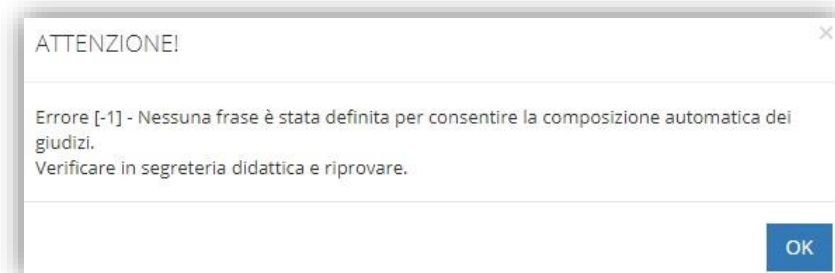 ATTENZIONE!
×
Errore [-1] - Nessuna frase è stata definita per consentire la composizione automatica dei
giudizi.
Verificare in segreteria didattica e riprovare.
OK